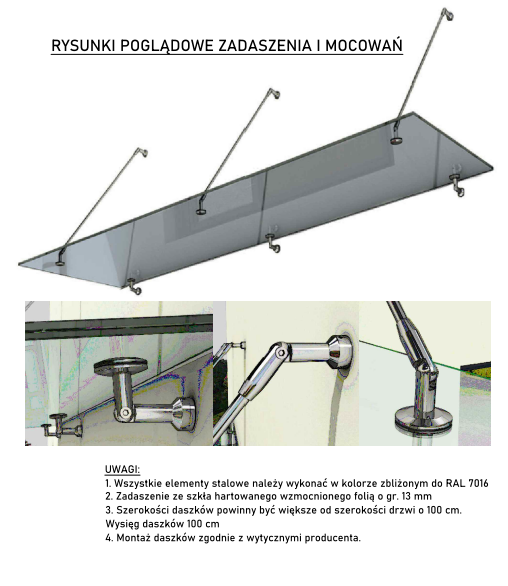 RYSUNKI POGLĄDOWE ZADASZENIA I MOCOWAŃ
UWAGI:
1. Wszystkie elementy stalowe należy wykonać w kolorze zbliżonym do RAL 7016
2. Zadaszenie ze szkła hartowanego wzmocnionego folią o gr. 13 mm
3. Szerokości daszków powinny być większe od szerokości drzwi o 100 cm.
Wysięg daszków 100 cm
4. Montaż daszków zgodnie z wytycznymi producenta.